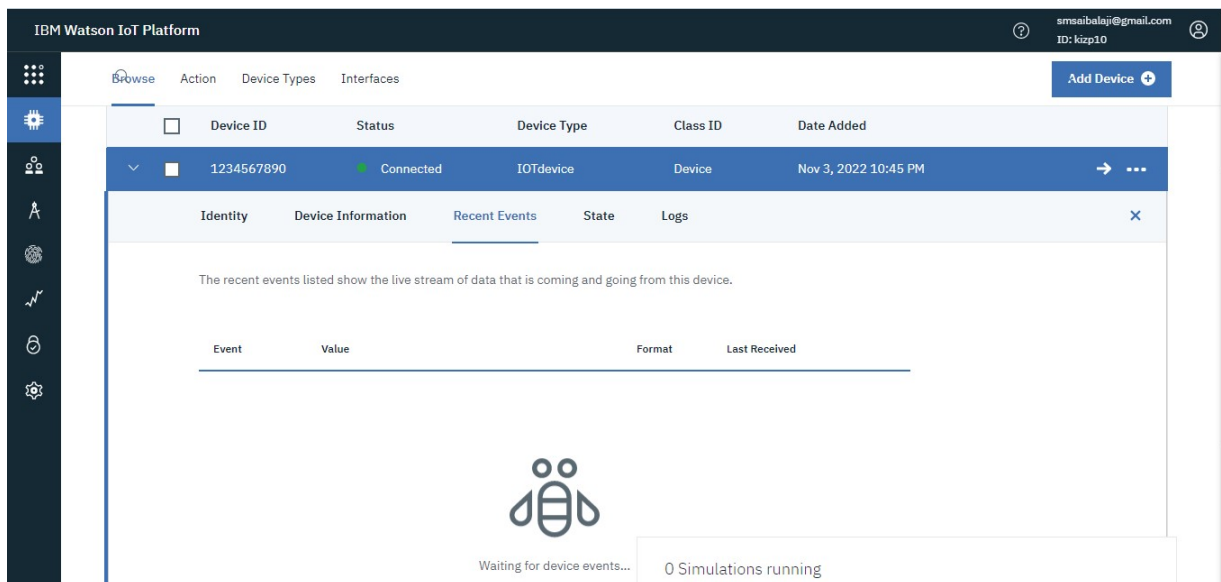 IBM Watson IoT Platform
smsaibalaji@gmail.com
ID: kizp10
Browse Action Device Types Interfaces Add Device
Device ID Status Device Type Class ID Date Added
1234567890 Connected IOTdevice Device Nov 3, 2022 10:45 PM
Identity Device Information Recent Events State Logs
The recent events listed show the live stream of data that is coming and going from this device.
Event Value Format Last Received
Waiting for device events...
0 Simulations running